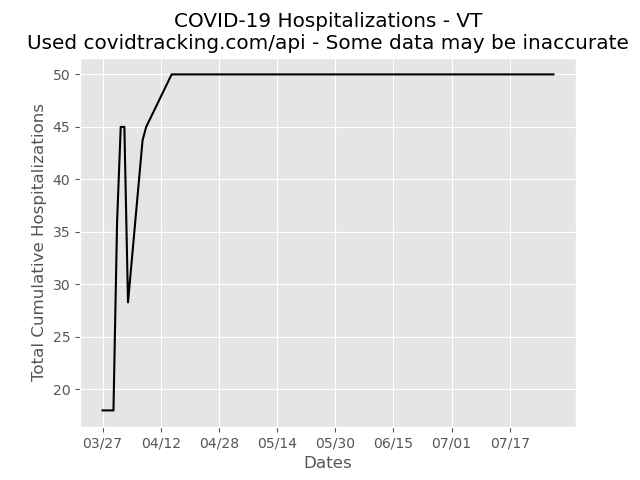 COVID-19 Hospitalizations - VT
Used covidtracking.com/api - Some data may be inaccurate
Total Cumulative Hospitalizations
50
45
40
35
30
25
20
03/27 04/12 04/28 05/14 05/30 06/15 07/01 07/17
Dates